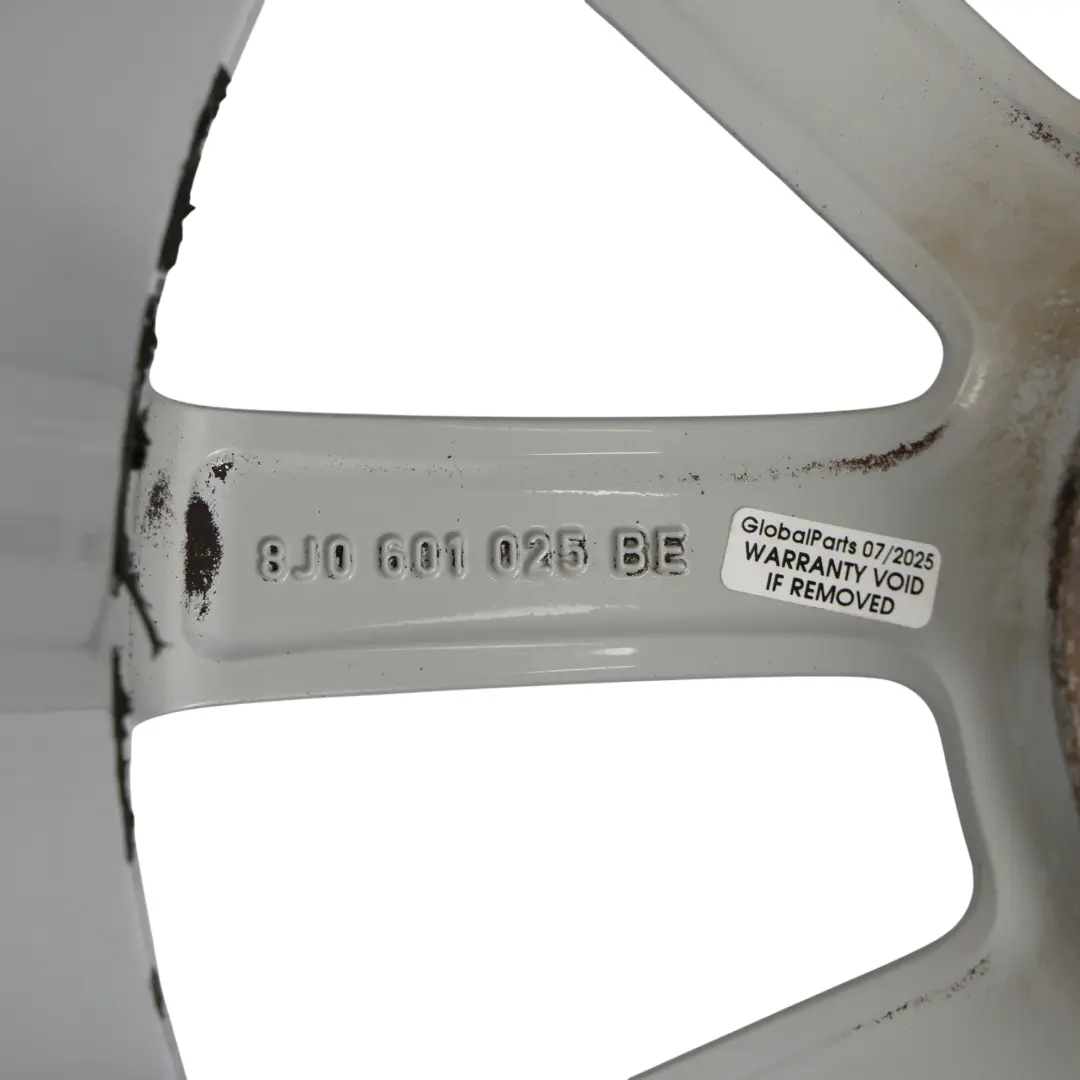 8J0 601 025 BE
GlobalParts 07/2025
WARRANTY VOID
IF REMOVED